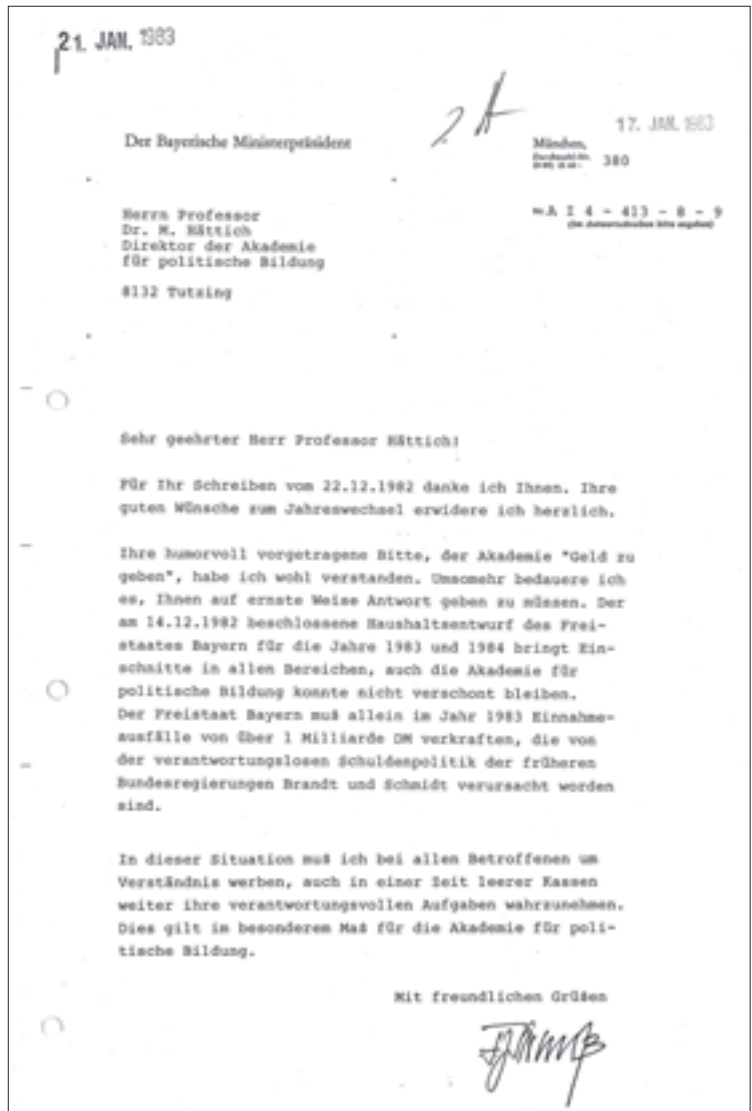 21. JAN. 1983
17. JAN. 1983
Der Bayerische Ministerpräsident
München,
Durchwahl-Nr.
380
Nr. A I 4 - 413 - 8 - 9
(Im Antwortschreiben bitte angeben)
Herrn Professor
Dr. M. Hättich
Direktor der Akademie
für politische Bildung
8132 Tutzing
Sehr geehrter Herr Professor Hättich!
Für Ihr Schreiben vom 22.12.1982 danke ich Ihnen. Ihre
guten Wünsche zum Jahreswechsel erwidere ich herzlich.
Ihre humorvoll vorgetragene Bitte, der Akademie "Geld zu
geben", habe ich wohl verstanden. Umsomehr bedauere ich
es, Ihnen auf ernste Weise Antwort geben zu müssen. Der
am 14.12.1982 beschlossene Haushaltsentwurf des Frei-
staates Bayern für die Jahre 1983 und 1984 bringt Ein-
schnitte in allen Bereichen, auch die Akademie für
politische Bildung konnte nicht verschont bleiben.
Der Freistaat Bayern muß allein im Jahr 1983 Einnahme-
ausfälle von über 1 Milliarde DM verkraften, die von
der verantwortungslosen Schuldenpolitik der früheren
Bundesregierungen Brandt und Schmidt verursacht worden
sind.
In dieser Situation muß ich bei allen Betroffenen um
Verständnis werben, auch in einer Zeit leerer Kassen
weiter ihre verantwortungsvollen Aufgaben wahrzunehmen.
Dies gilt im besonderem Maß für die Akademie für poli-
tische Bildung.
Mit freundlichen Grüßen